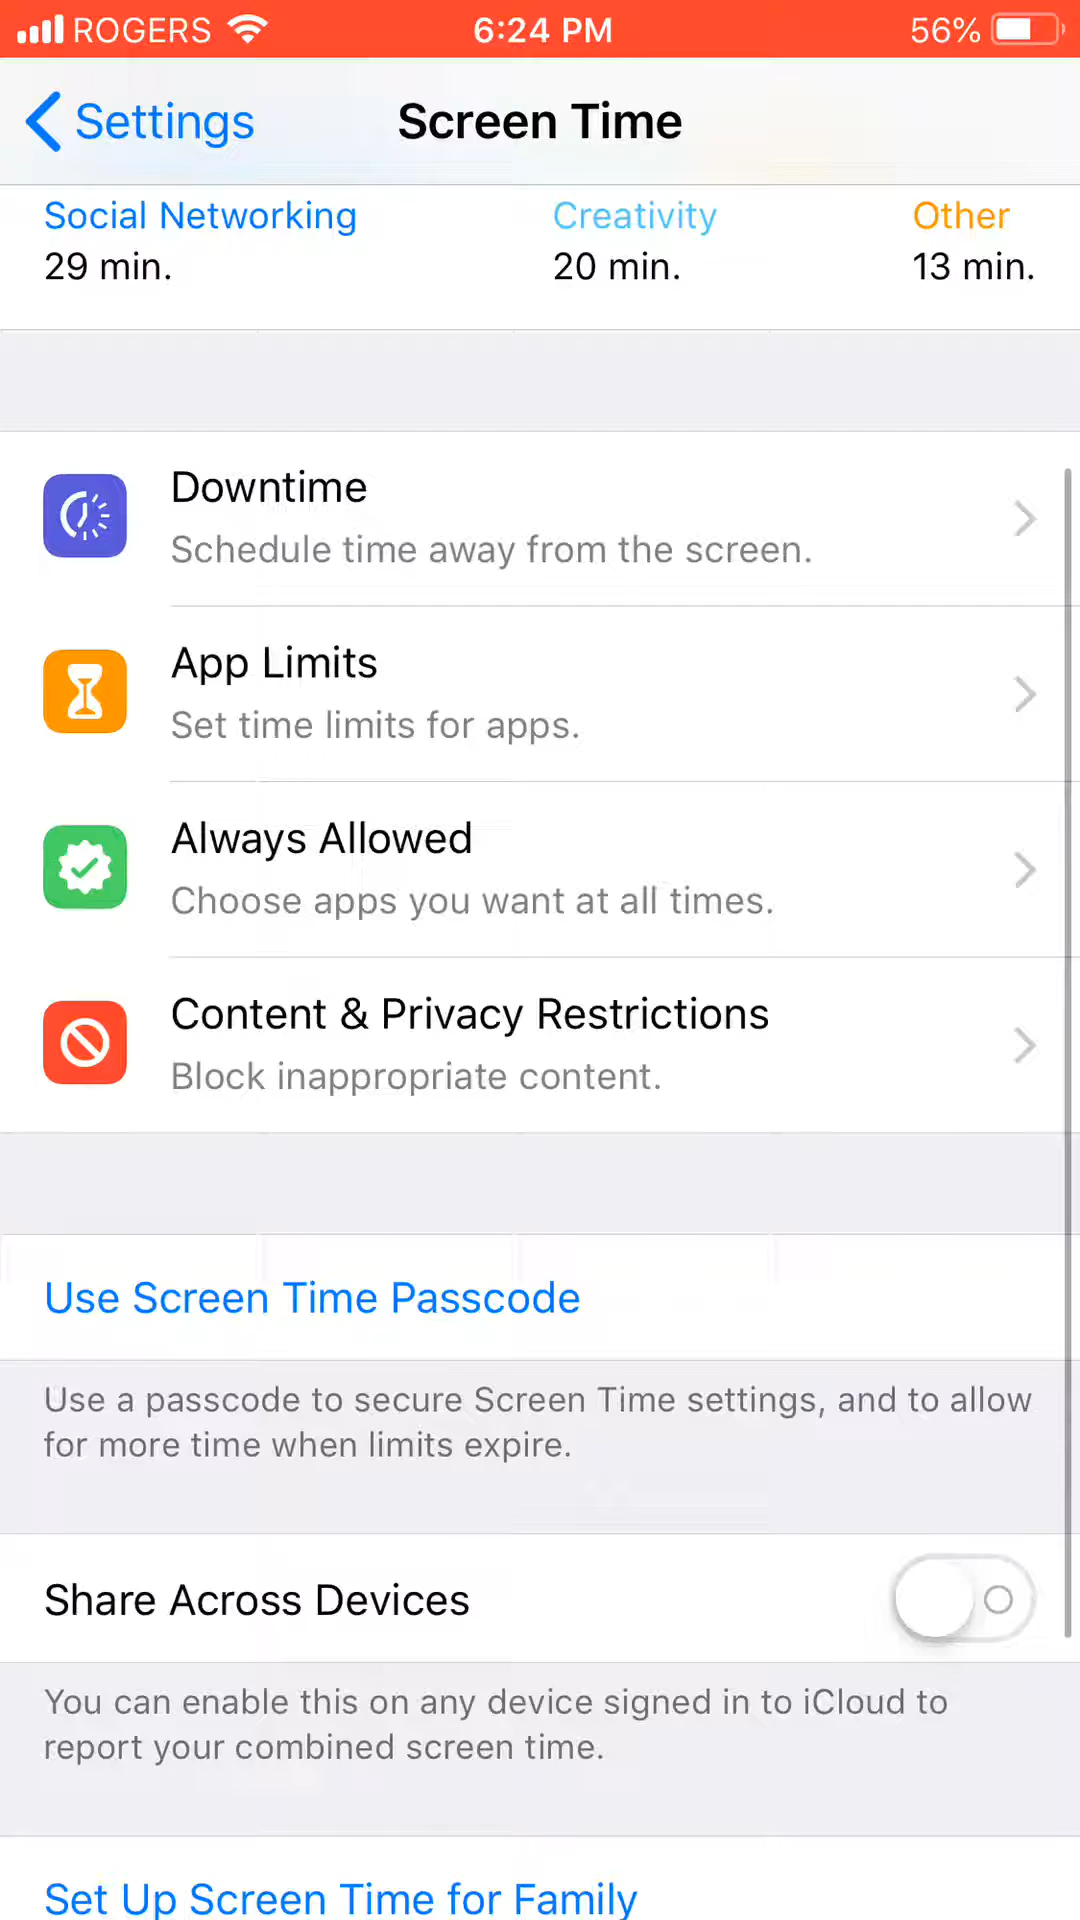 ROGERS 6:24 PM 56%
Settings Screen Time
Social Networking Creativity Other
29 min. 20 min. 13 min.
Downtime
Schedule time away from the screen.
App Limits
Set time limits for apps.
Always Allowed
Choose apps you want at all times.
Content & Privacy Restrictions
Block inappropriate content.
Use Screen Time Passcode
Use a passcode to secure Screen Time settings, and to allow
for more time when limits expire.
Share Across Devices
You can enable this on any device signed in to iCloud to
report your combined screen time.
Set Up Screen Time for Family